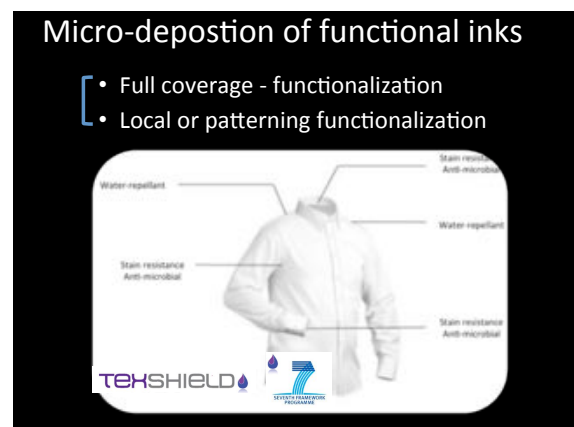 Micro-depostion of functional inks
• Full coverage - functionalization
• Local or patterning functionalization
Stain resistance
Anti-microbial
Water-repellant
Water-repellant
Stain resistance
Anti-microbial
Stain resistance
Anti-microbial
TEXSHIELD
7
SEVENTH FRAMEWORK
PROGRAMME